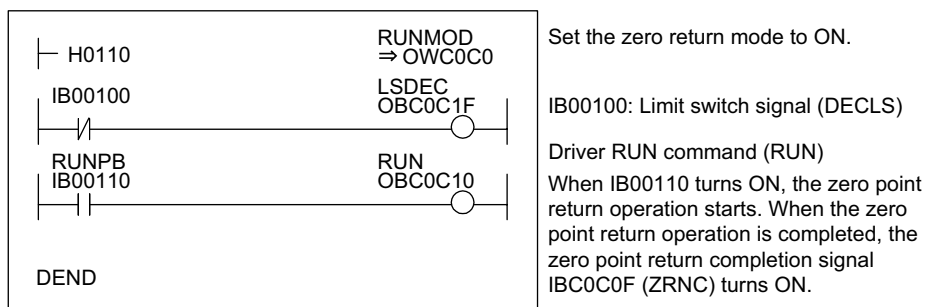 RUNMOD
H0110 ⇒ OWC0C0
Set the zero return mode to ON.
LSDEC
IB00100 OBC0C1F
IB00100: Limit switch signal (DECLS)
RUNPB RUN
IB00110 OBC0C10
Driver RUN command (RUN)
When IB00110 turns ON, the zero point
return operation starts. When the zero
point return operation is completed, the
zero point return completion signal
IBC0C0F (ZRNC) turns ON.
DEND